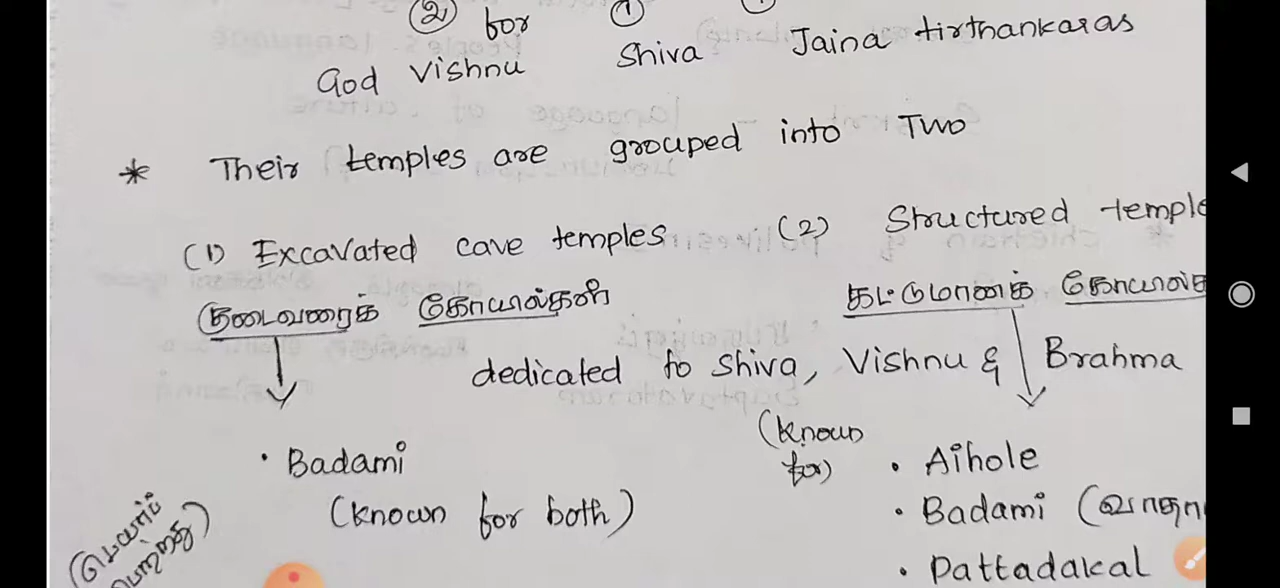 ② for ①
God Vishnu Shiva Jaina tirthankaras
* Their temples are grouped into Two
(1) Excavated cave temples (2) Structured temple
குடைவரைக் கோயில்கள் கட்டுமானக் கோயில்க
dedicated to Shiva, Vishnu & Brahma
(known for)
• Badami • Aihole
(known for both) • Badami (வாதா
• Pattadakal
(பெயர் பெற்றது)